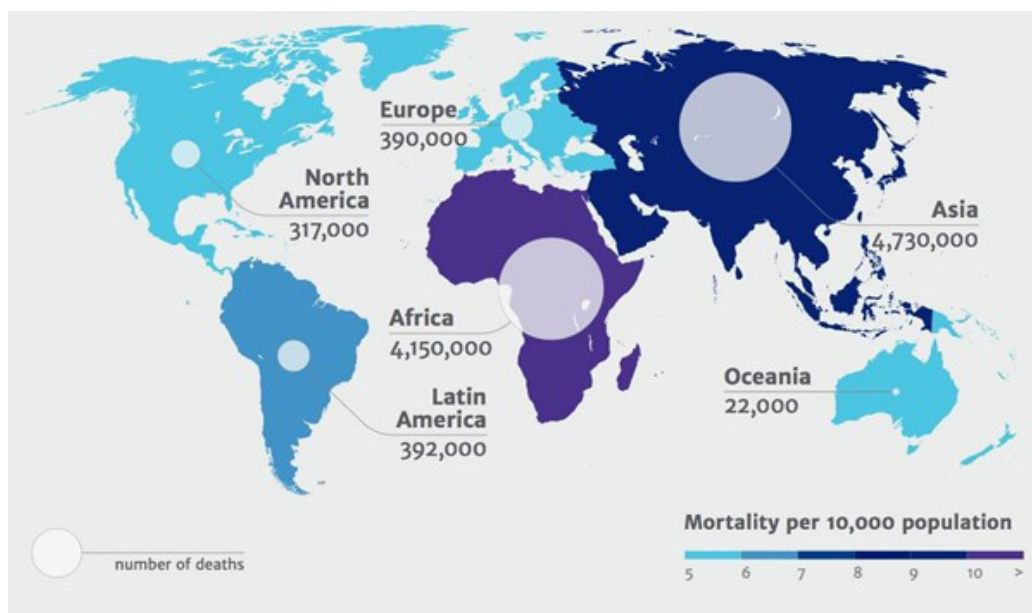 Europe
390,000
North
America
317,000
Asia
4,730,000
Africa
4,150,000
Oceania
22,000
Latin
America
392,000
Mortality per 10,000 population
number of deaths
5 6 7 8 9 10 >